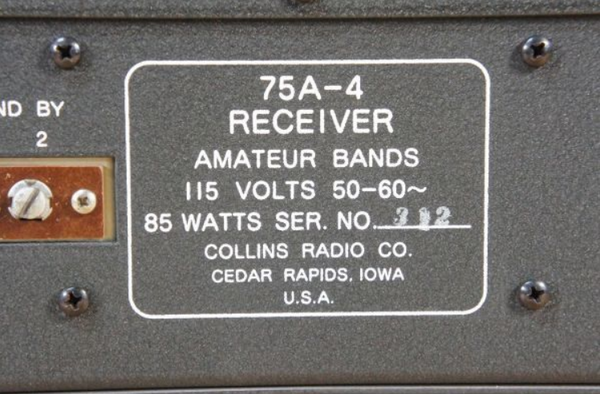 ND BY
2
75A-4
RECEIVER
AMATEUR BANDS
115 VOLTS 50-60~
85 WATTS SER. NO.
COLLINS RADIO CO.
CEDAR RAPIDS, IOWA
U.S.A.